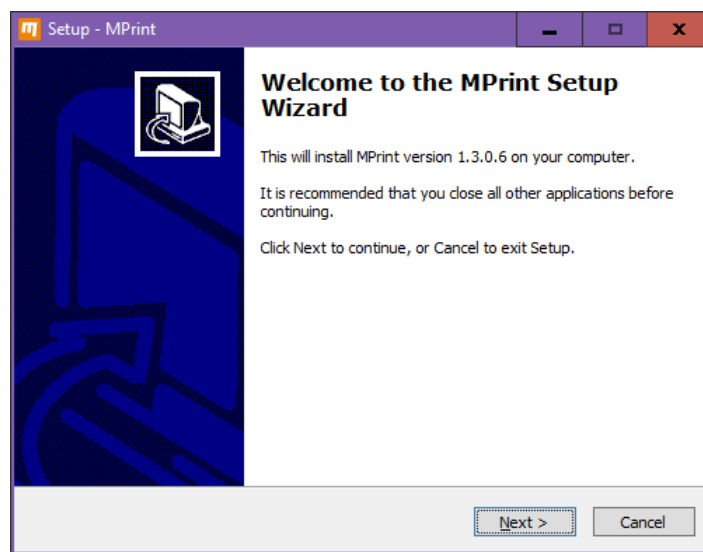 Setup - MPrint
Welcome to the MPrint Setup
Wizard
This will install MPrint version 1.3.0.6 on your computer.
It is recommended that you close all other applications before
continuing.
Click Next to continue, or Cancel to exit Setup.
Next >
Cancel